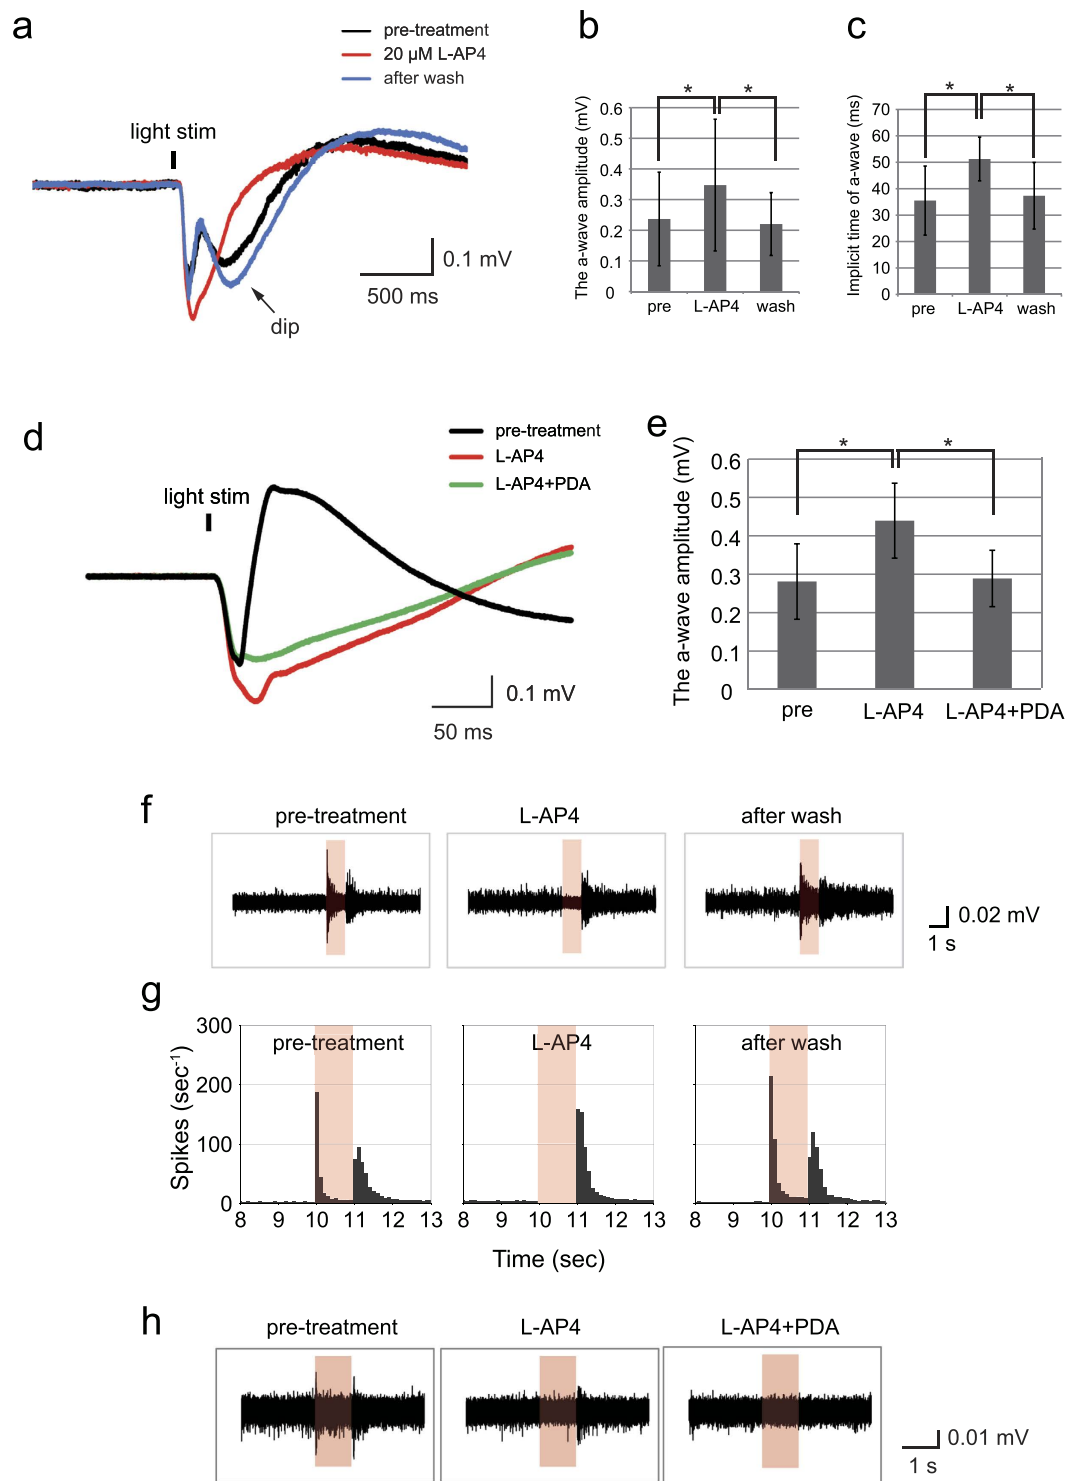 a
pre-treatment
20 µM L-AP4
after wash
light stim
0.1 mV
500 ms
dip
b
The a-wave amplitude (mV)
0.6
0.5
0.4
0.3
0.2
0.1
0
* *
pre L-AP4 wash
c
Implicit time of a-wave (ms)
70
60
50
40
30
20
10
0
* *
pre L-AP4 wash
d
pre-treatment
L-AP4
L-AP4+PDA
light stim
0.1 mV
50 ms
e
The a-wave amplitude (mV)
0.6
0.5
0.4
0.3
0.2
0.1
0
* *
pre L-AP4 L-AP4+PDA
f
pre-treatment L-AP4 after wash
0.02 mV
1 s
g
Spikes (sec-1)
300
200
100
0
pre-treatment L-AP4 after wash
8 9 10 11 12 13 8 9 10 11 12 13 8 9 10 11 12 13
Time (sec)
h
pre-treatment L-AP4 L-AP4+PDA
0.01 mV
1 s